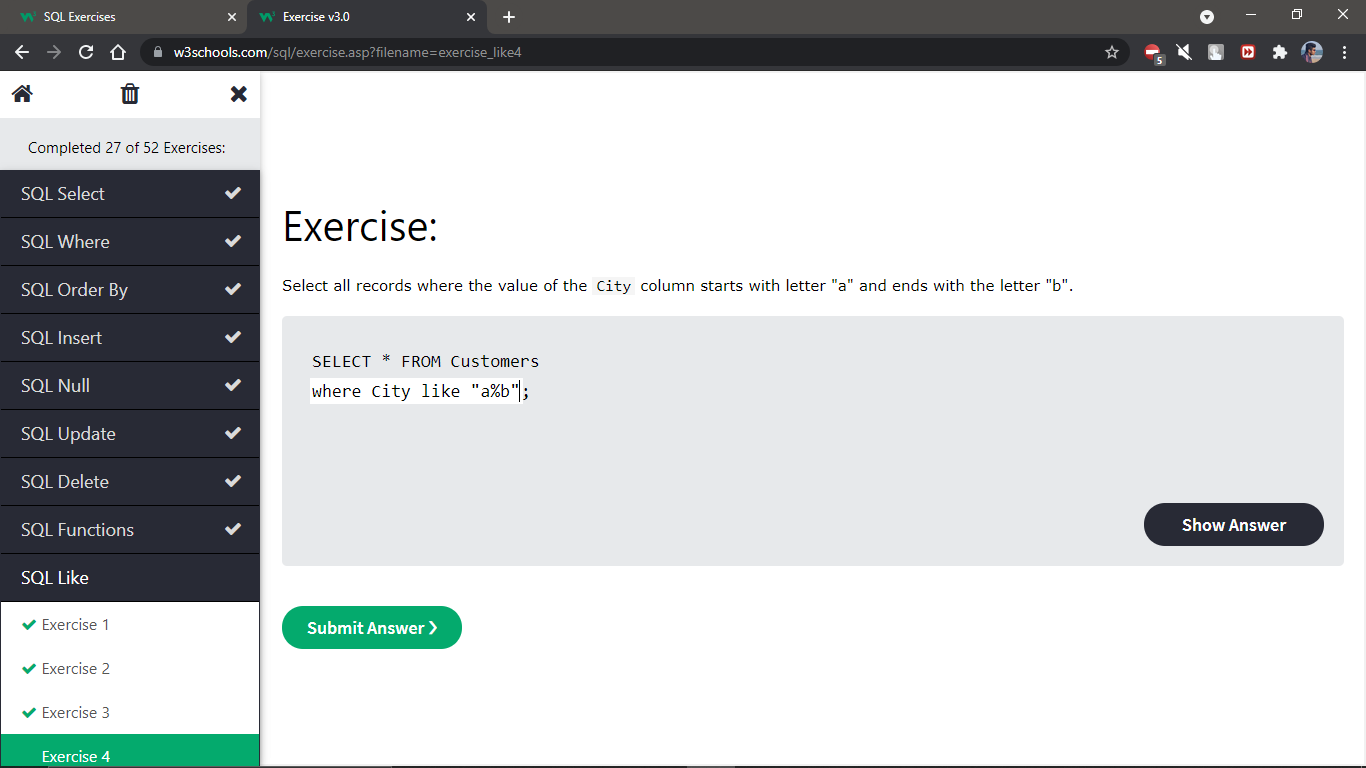 SQL Exercises
Exercise v3.0
w3schools.com/sql/exercise.asp?filename=exercise_like4
5
Completed 27 of 52 Exercises:
SQL Select
SQL Where
SQL Order By
SQL Insert
SQL Null
SQL Update
SQL Delete
SQL Functions
SQL Like
Exercise 1
Exercise 2
Exercise 3
Exercise 4
Exercise:
Select all records where the value of the City column starts with letter "a" and ends with the letter "b".
SELECT * FROM Customers
where City like "a%b";
Show Answer
Submit Answer ❯